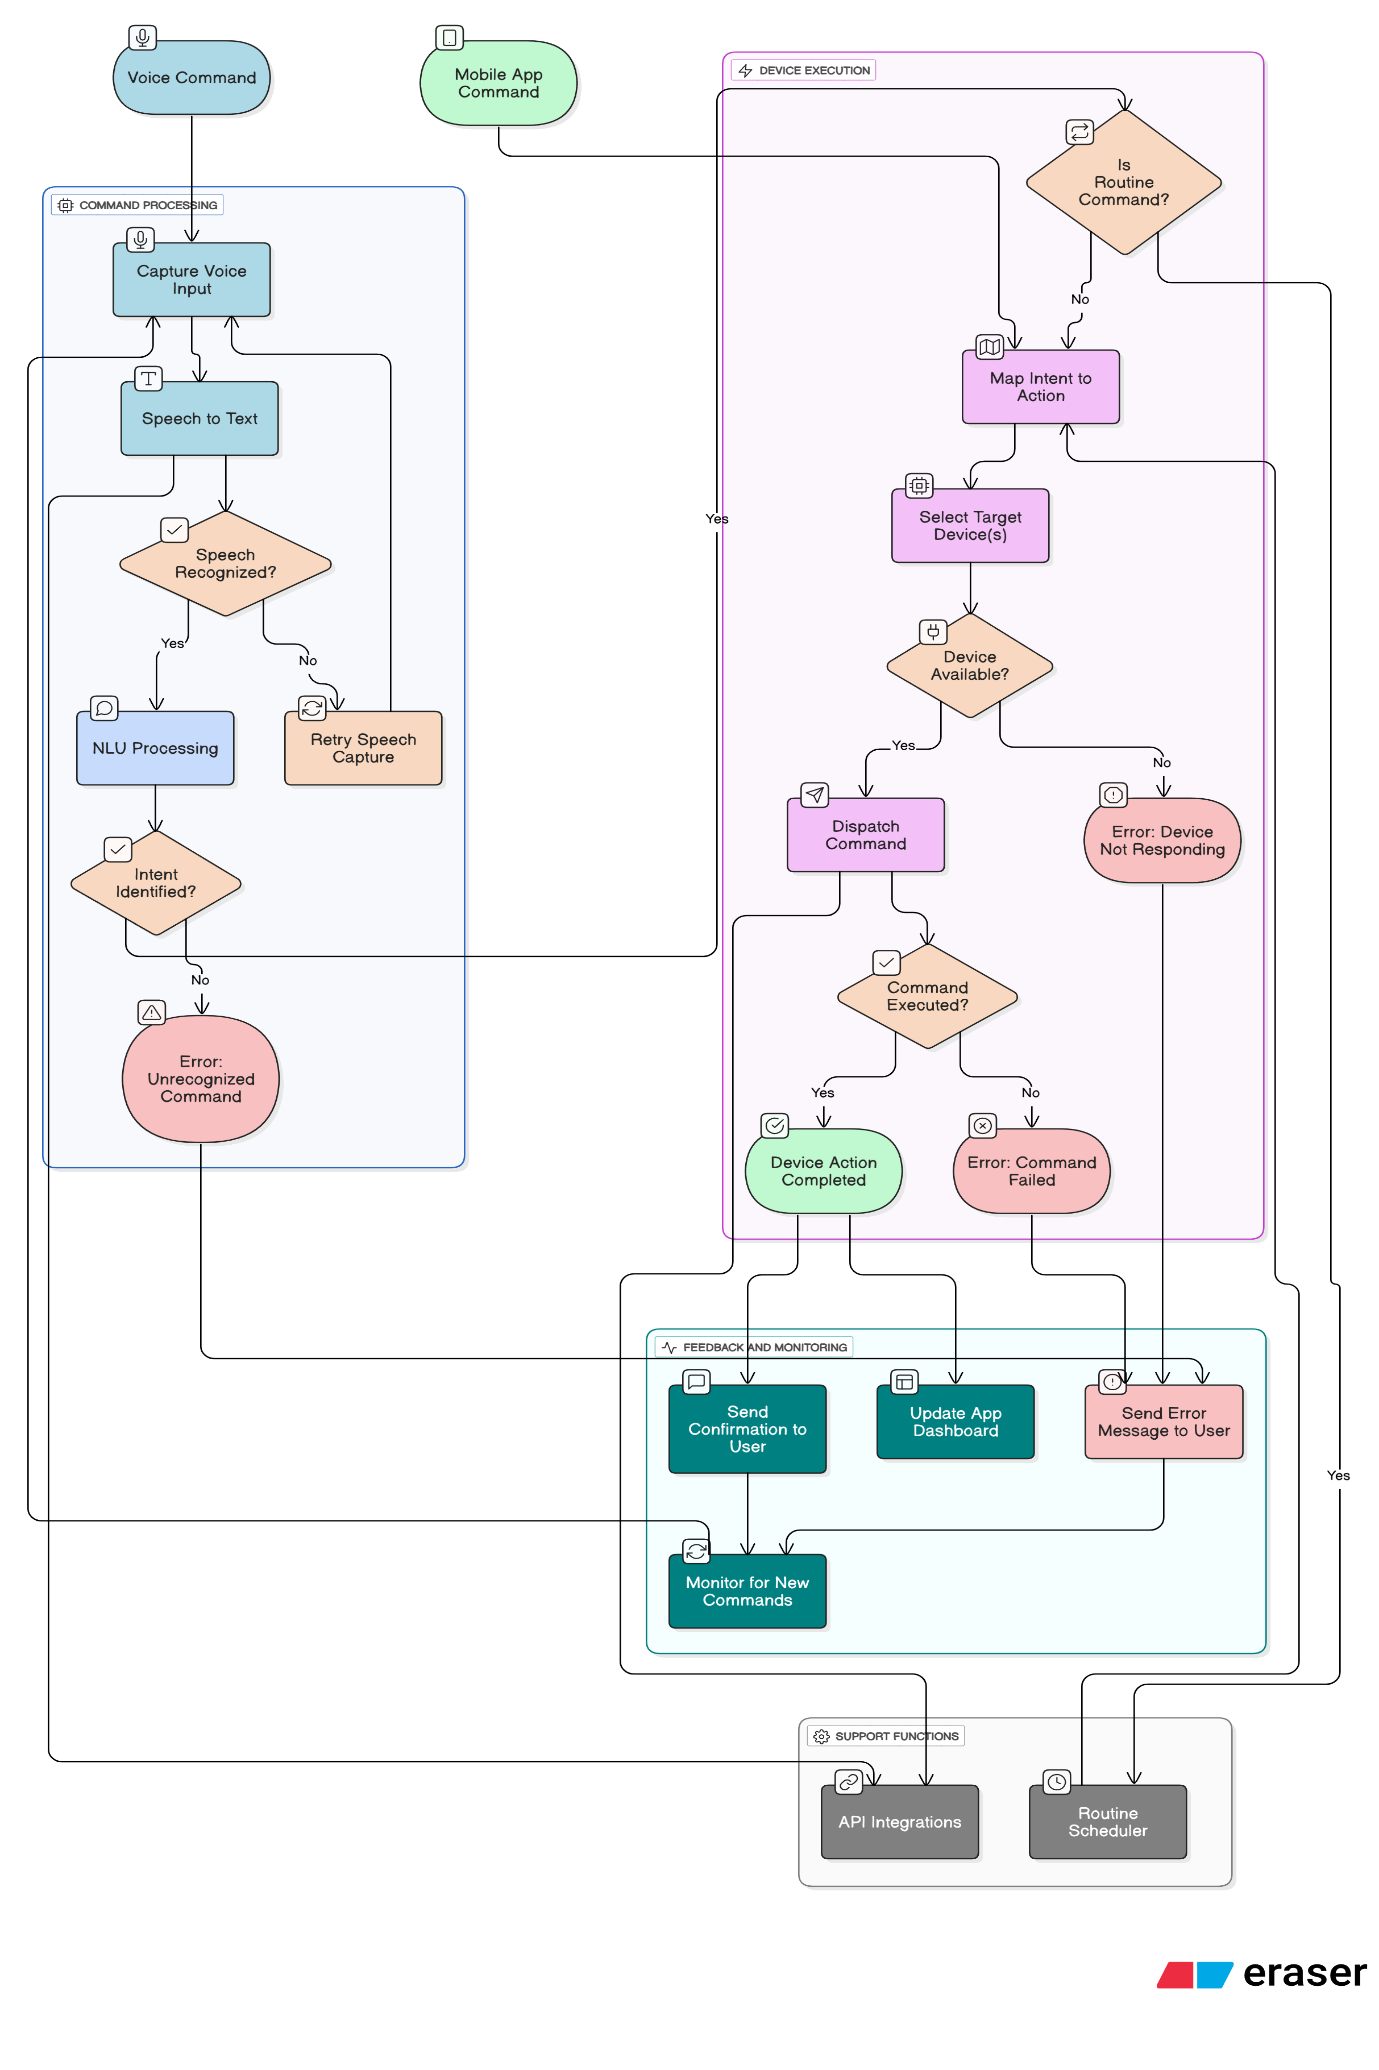 Voice Command
Mobile App
Command
DEVICE EXECUTION
Is
Routine
Command?
COMMAND PROCESSING
Capture Voice
Input
No
Map Intent to
Action
Speech to Text
Yes
Select Target
Device(s)
Speech
Recognized?
Yes
No
Device
Available?
NLU Processing
Retry Speech
Capture
Yes
No
Dispatch
Command
Error: Device
Not Responding
Intent
Identified?
No
Command
Executed?
Error:
Unrecognized
Command
Yes
No
Device Action
Completed
Error: Command
Failed
FEEDBACK AND MONITORING
Send
Confirmation to
User
Update App
Dashboard
Send Error
Message to User
Yes
Monitor for New
Commands
SUPPORT FUNCTIONS
API Integrations
Routine
Scheduler
eraser